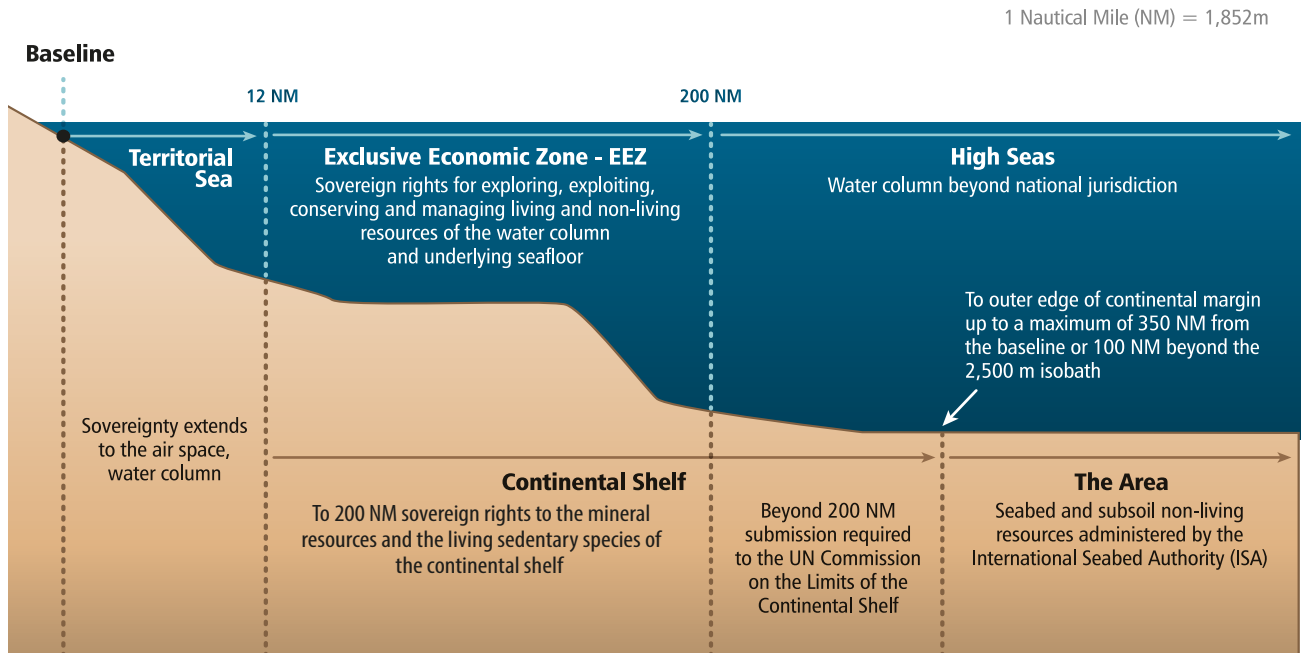 1 Nautical Mile (NM) = 1,852m
Baseline
12 NM
200 NM
Territorial
Sea
Exclusive Economic Zone - EEZ
Sovereign rights for exploring, exploiting,
conserving and managing living and non-living
resources of the water column
and underlying seafloor
High Seas
Water column beyond national jurisdiction
To outer edge of continental margin
up to a maximum of 350 NM from
the baseline or 100 NM beyond the
2,500 m isobath
Sovereignty extends
to the air space,
water column
Continental Shelf
To 200 NM sovereign rights to the mineral
resources and the living sedentary species of
the continental shelf
Beyond 200 NM
submission required
to the UN Commission
on the Limits of the
Continental Shelf
The Area
Seabed and subsoil non-living
resources administered by the
International Seabed Authority (ISA)